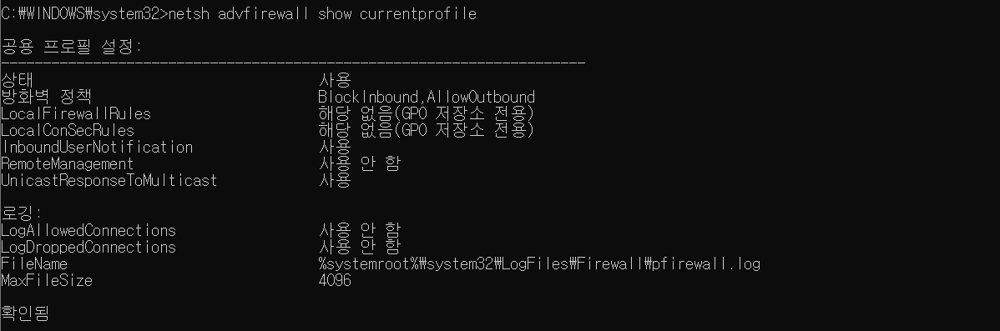 C:₩WINDOWS₩system32>netsh advfirewall show currentprofile
공용 프로필 설정:
----------------------------------------------------------------------
상태 사용
방화벽 정책 BlockInbound,AllowOutbound
LocalFirewallRules 해당 없음(GPO 저장소 전용)
LocalConSecRules 해당 없음(GPO 저장소 전용)
InboundUserNotification 사용
RemoteManagement 사용 안 함
UnicastResponseToMulticast 사용
로깅:
LogAllowedConnections 사용 안 함
LogDroppedConnections 사용 안 함
FileName %systemroot%₩system32₩LogFiles₩Firewall₩pfirewall.log
MaxFileSize 4096
확인됨